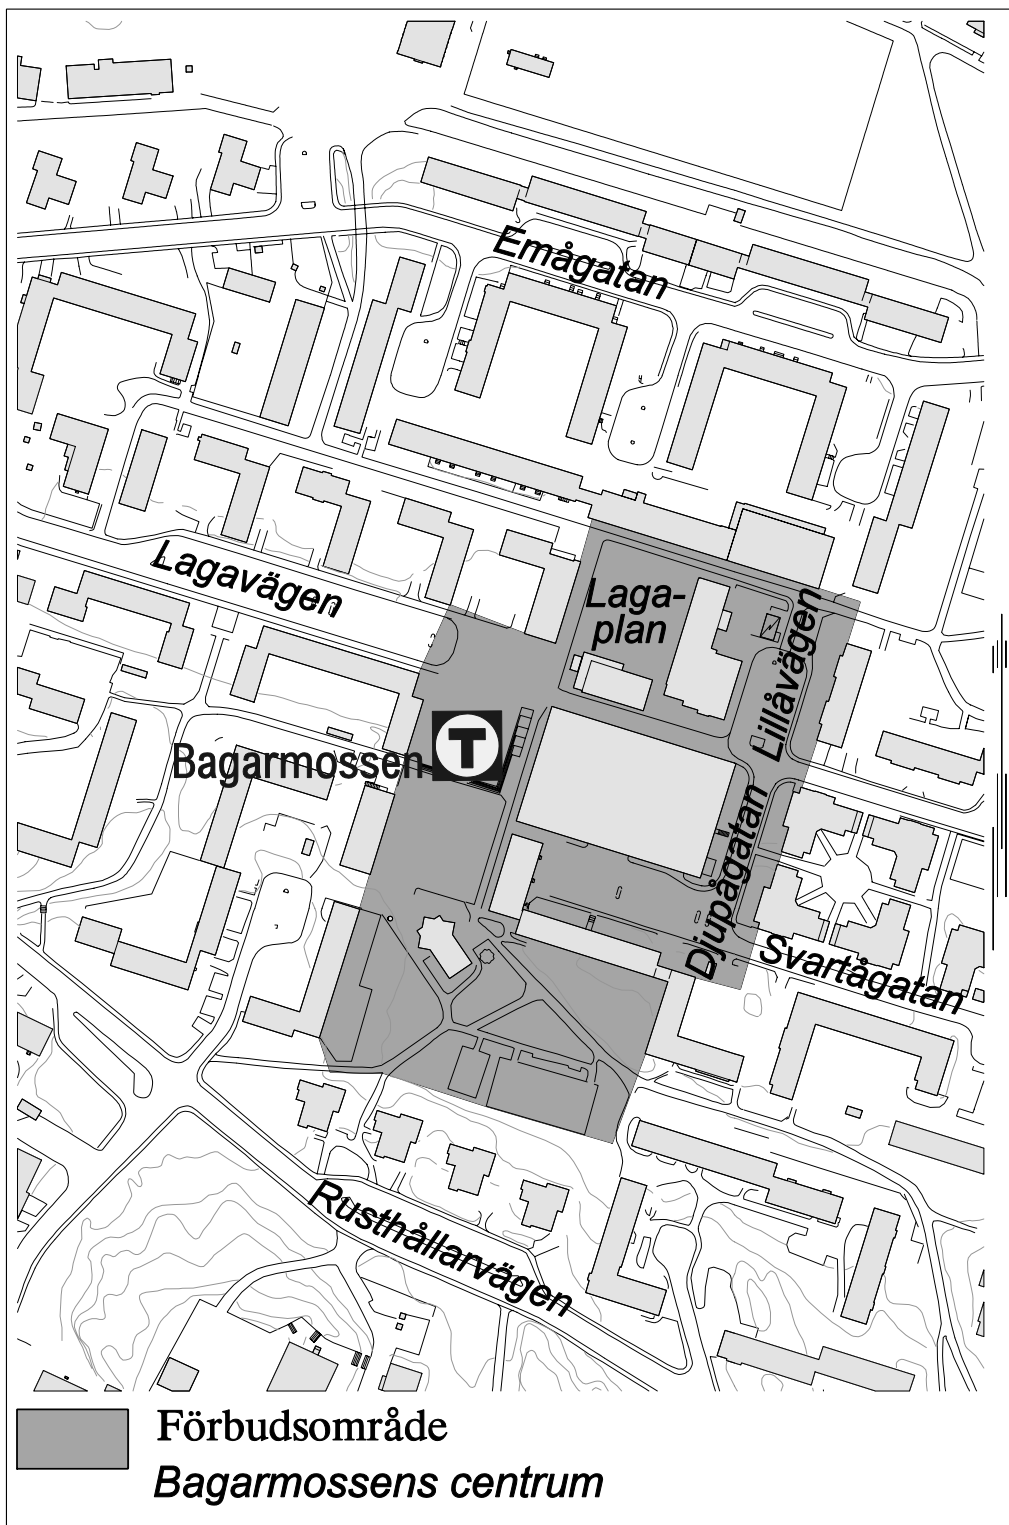 Emågatan
Lagavägen
Laga-
plan
Lillåvägen
T
Bagarmossen
Djupågatan
Svartågatan
Rusthållarvägen
Förbudsområde
Bagarmossens centrum